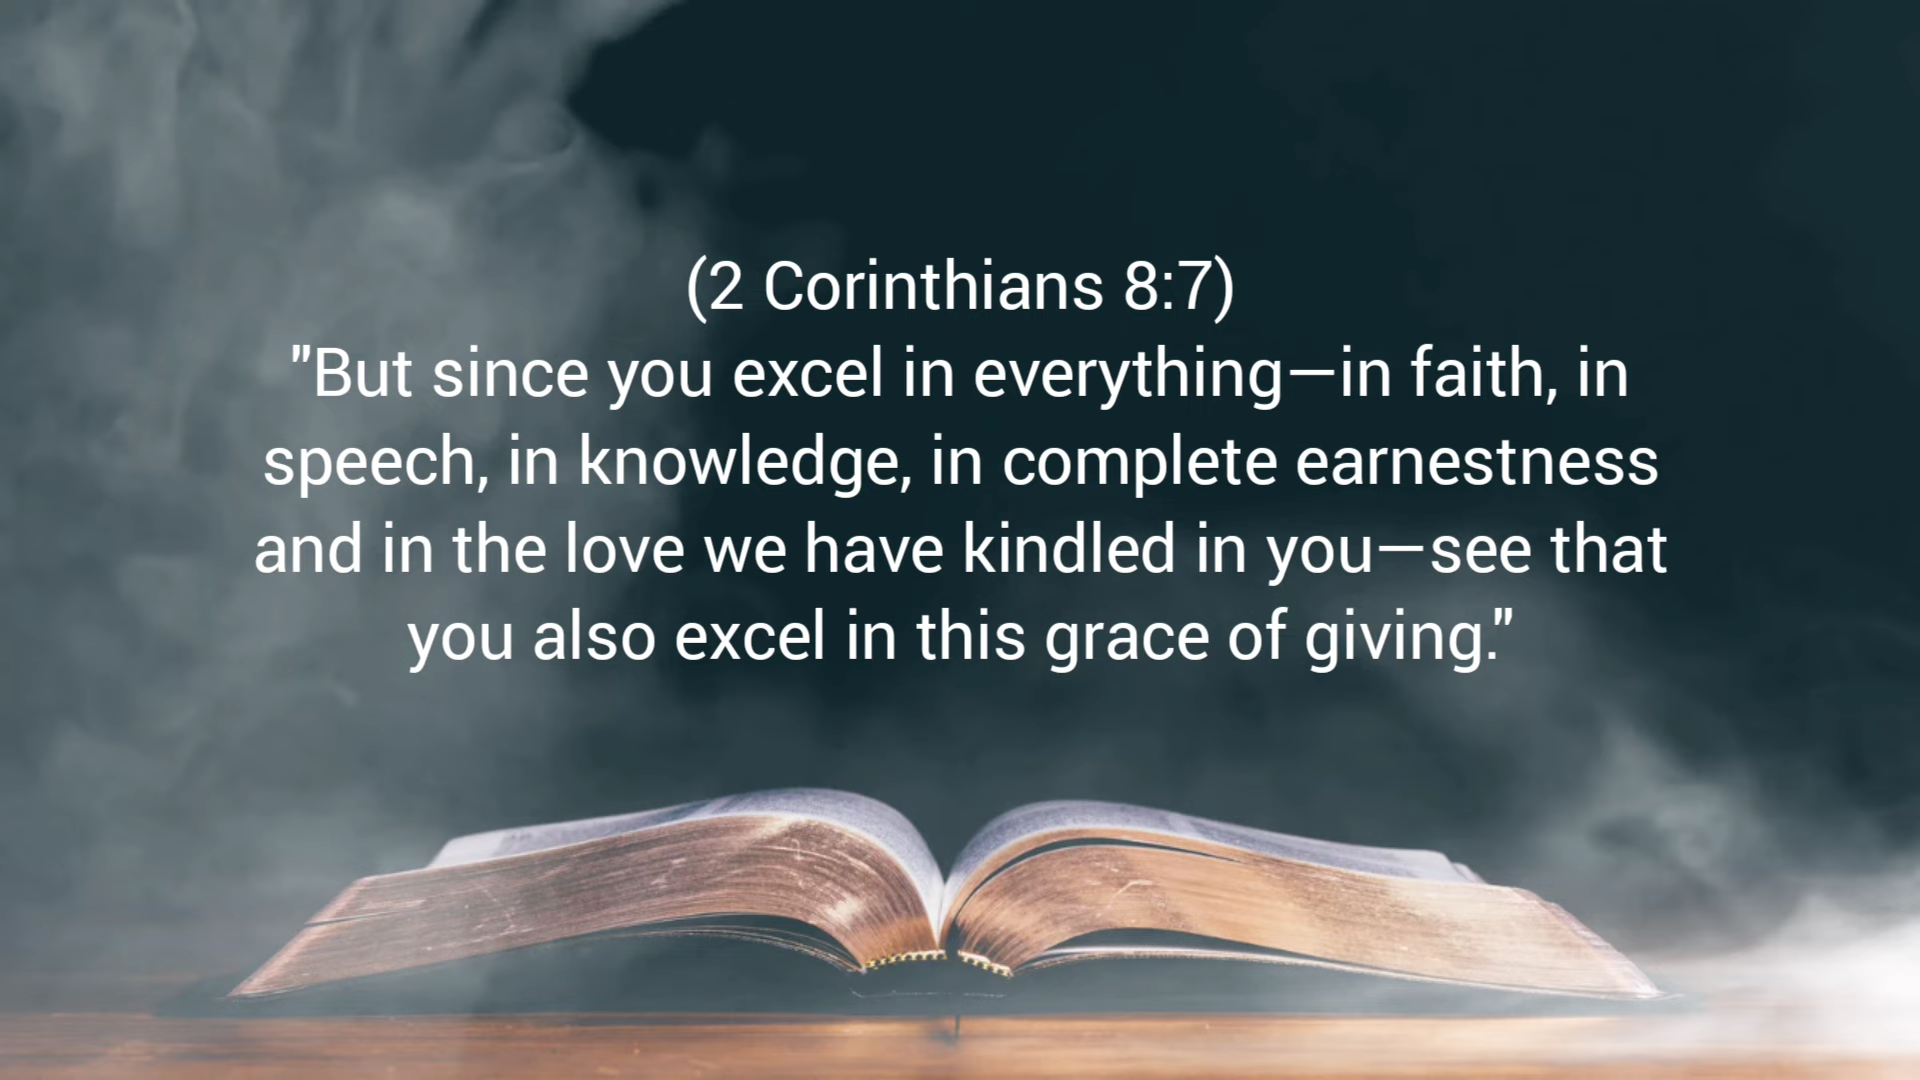 (2 Corinthians 8:7)
"But since you excel in everything—in faith, in
speech, in knowledge, in complete earnestness
and in the love we have kindled in you—see that
you also excel in this grace of giving."